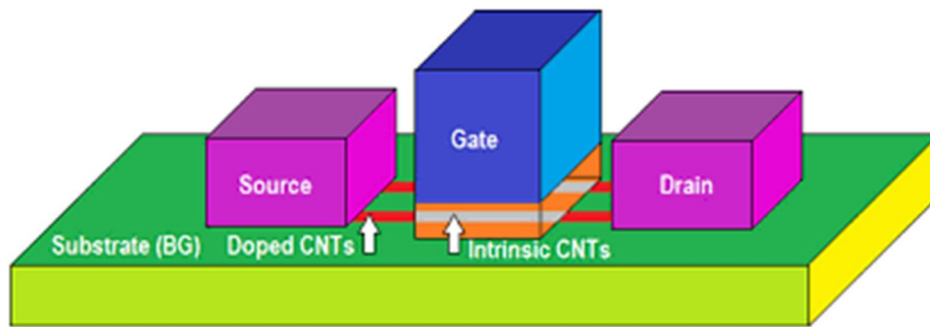 Gate
Source
Drain
Substrate (BG)
Doped CNTs
Intrinsic CNTs